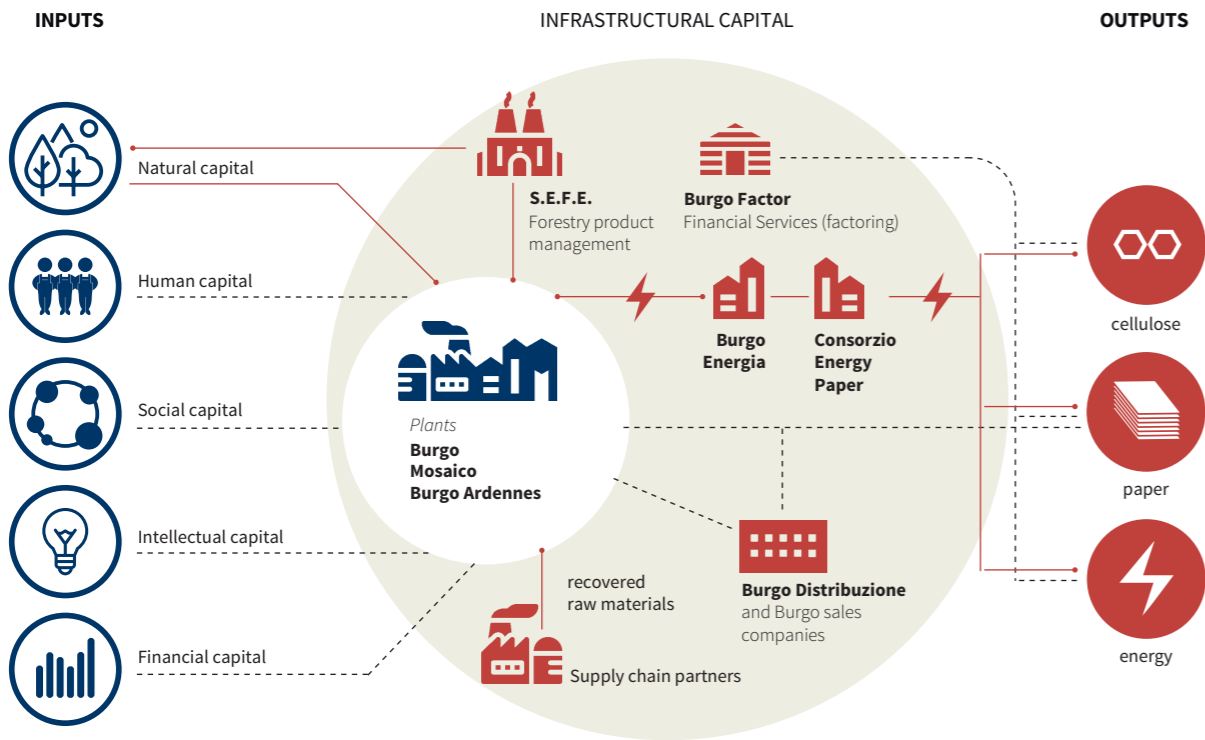 INPUTS
INFRASTRUCTURAL CAPITAL
OUTPUTS
Natural capital
Human capital
Social capital
Intellectual capital
Financial capital
S.E.F.E.
Forestry product
management
Burgo Factor
Financial Services (factoring)
Burgo
Energia
Consorzio
Energy
Paper
Plants
Burgo
Mosaico
Burgo Ardennes
recovered
raw materials
Supply chain partners
Burgo Distribuzione
and Burgo sales
companies
cellulose
paper
energy